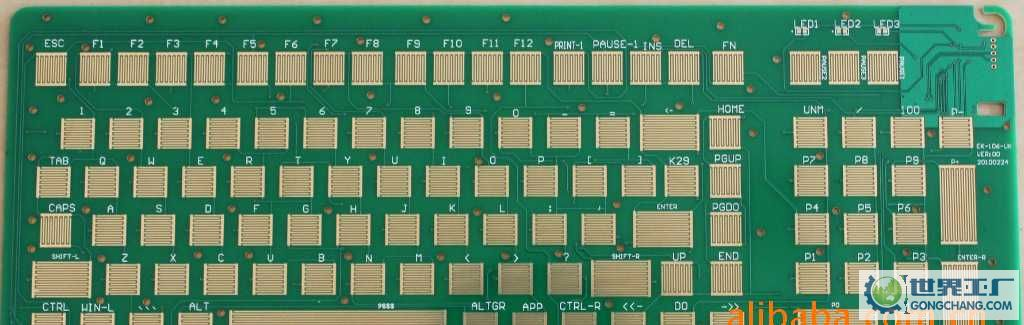 LED1 LED2 LED3
ESC F1 F2 F3 F4 F5 F6 F7 F8 F9 F10 F11 F12 PRINT-1 PAUSE-1 INS DEL FN PAUSE2 PAUSE3
1 2 3 4 5 6 7 8 9 0 - = <- HOME UNM / 100 P-
EK-106-UH
VER:00
20100224
TAB Q W E R T Y U I O P [ ] K29 PGUP P7 P8 P9 P+
CAPS A S D F G H J K L ; , ENTER PGDO P4 P5 P6
SHIFT-L Z X C V B N M < > ? SHIFT-R UP END P1 P2 P3 ENTER-R
CTRL WIN-L <<< ALT ALTGR APP CTRL-R <<- DO ->> P0
世界工厂
GONGCHANG.COM